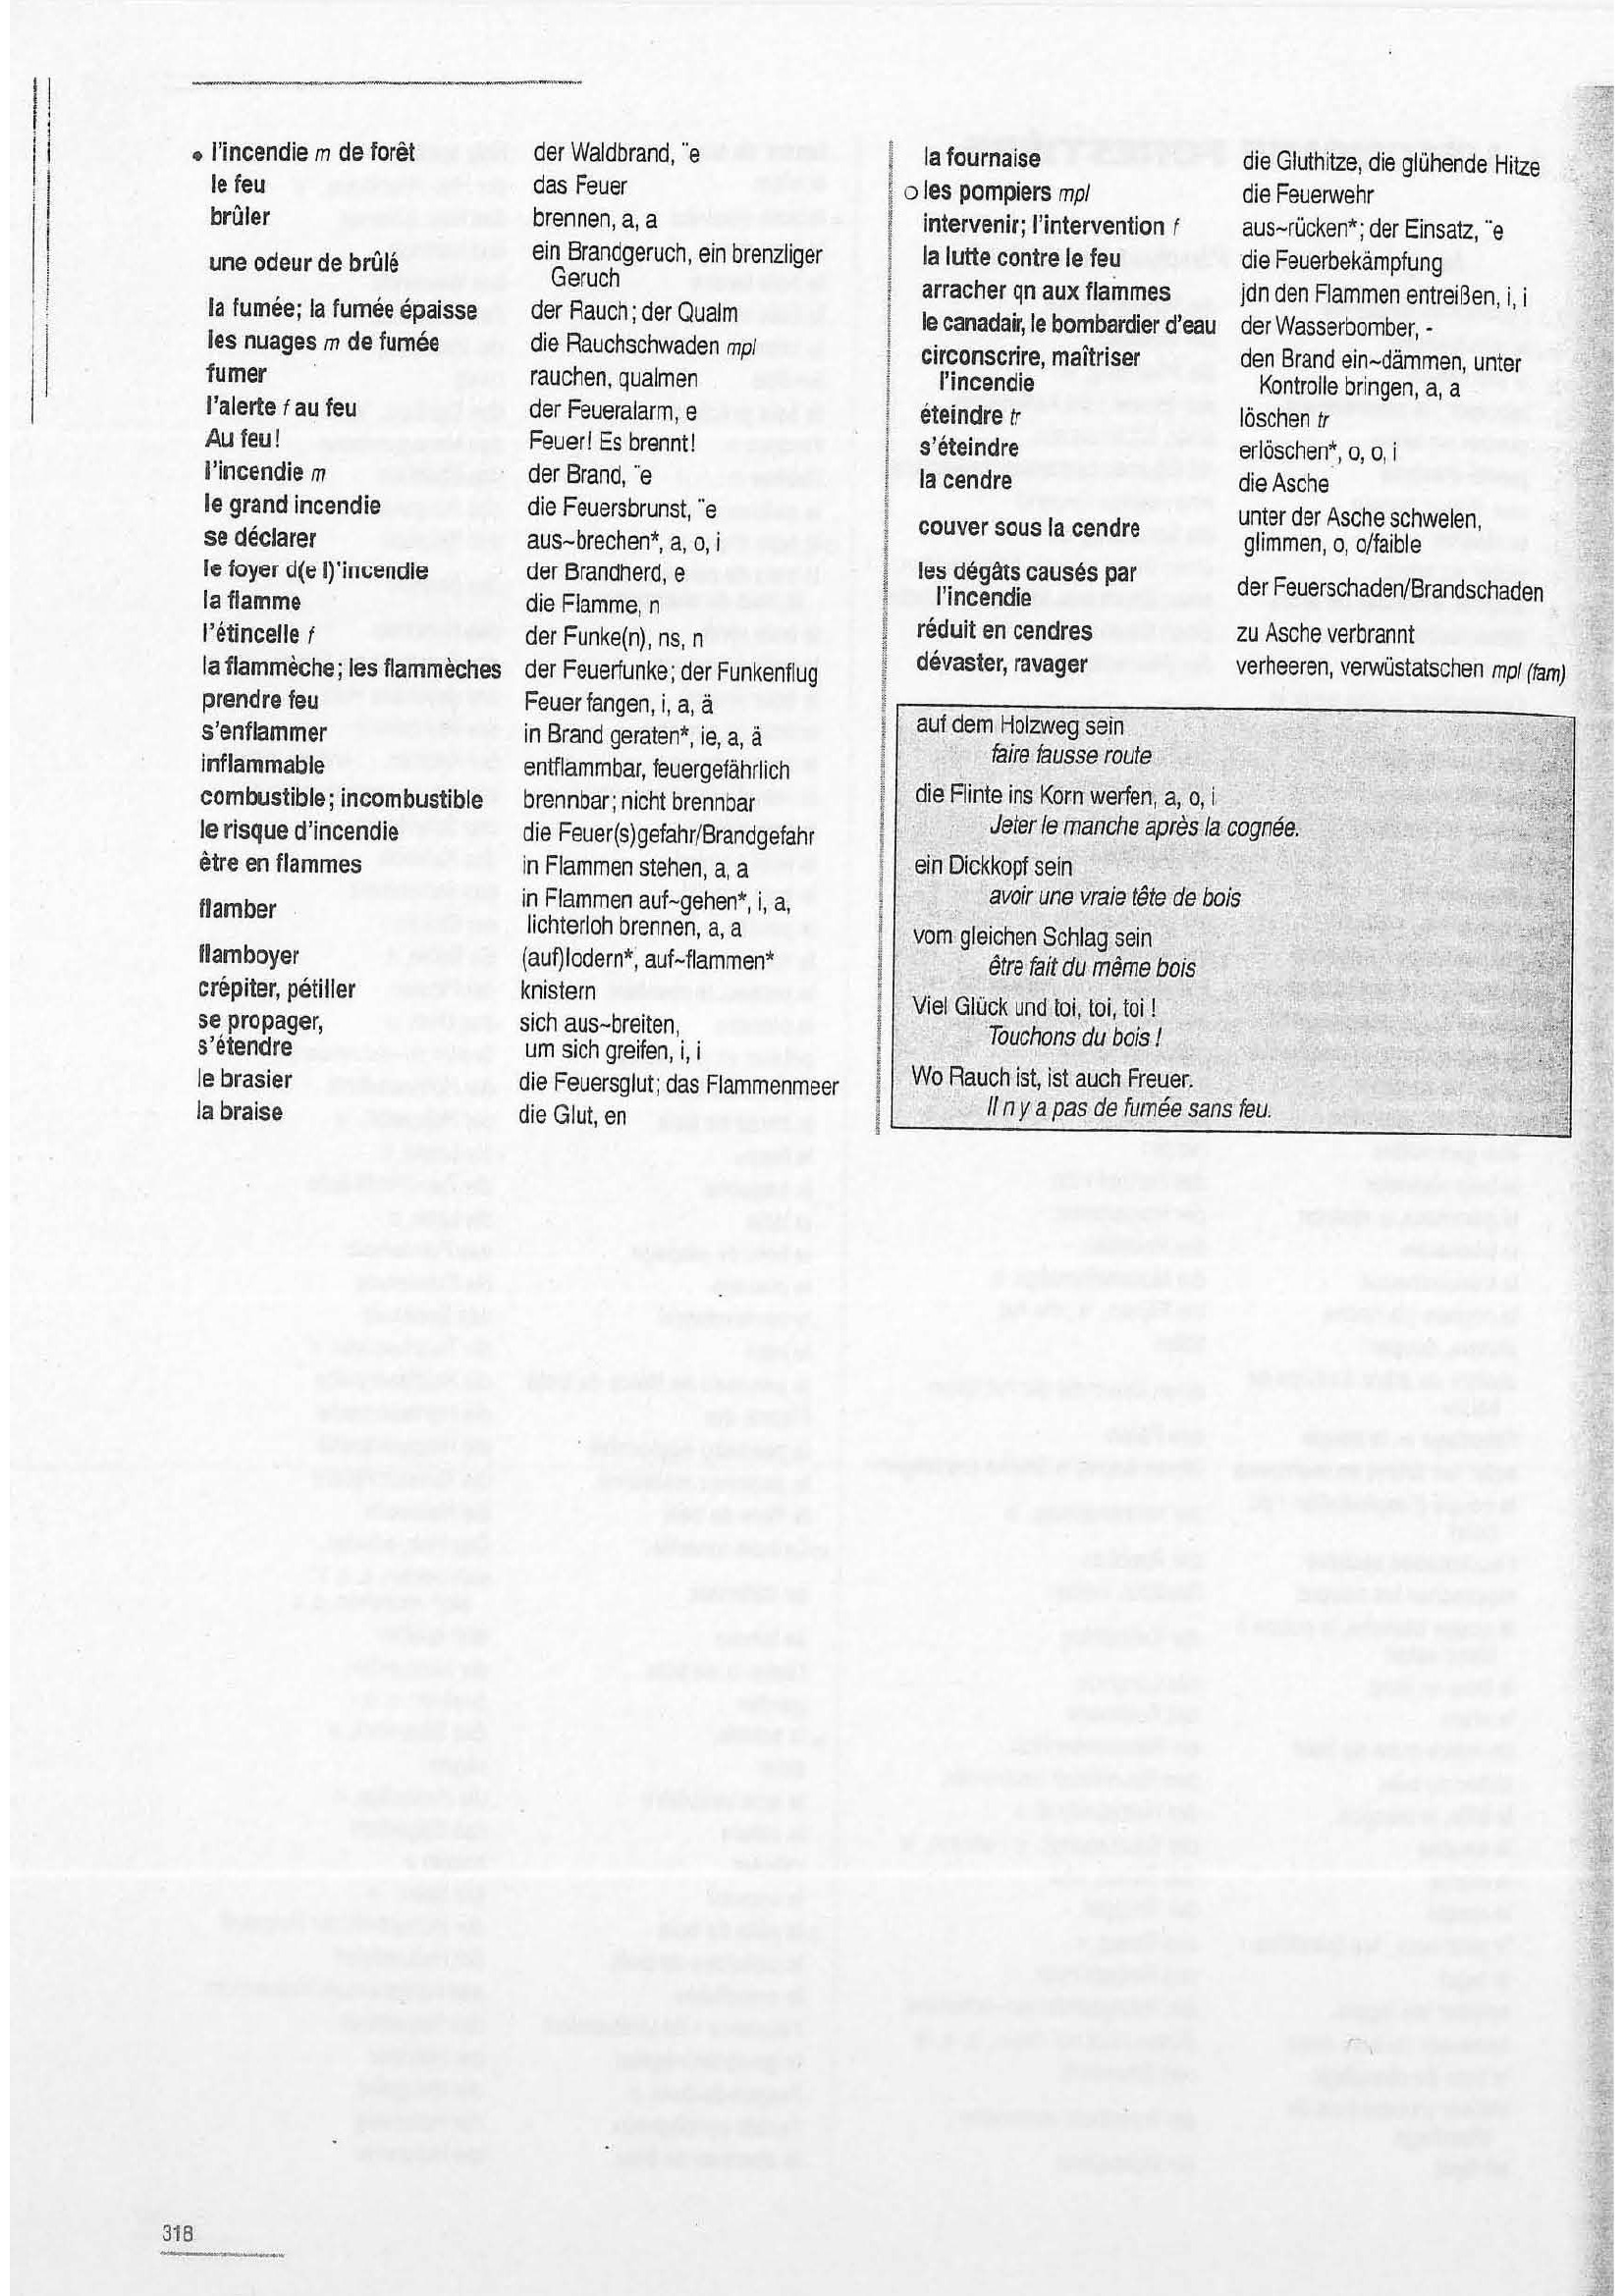 • l'incendie m de forêt der Waldbrand, ¨e
le feu das Feuer
brûler brennen, a, a
une odeur de brûlé ein Brandgeruch, ein brenzliger
Geruch
la fumée; la fumée épaisse der Rauch; der Qualm
les nuages m de fumée die Rauchschwaden mpl
fumer rauchen, qualmen
l'alerte f au feu der Feueralarm, e
Au feu! Feuer! Es brennt!
l'incendie m der Brand, ¨e
le grand incendie die Feuersbrunst, ¨e
se déclarer aus~brechen*, a, o, i
le foyer d(e l)'incendie der Brandherd, e
la flamme die Flamme, n
l'étincelle f der Funke(n), ns, n
la flammèche; les flammèches der Feuerfunke; der Funkenflug
prendre feu Feuer fangen, i, a, ä
s'enflammer in Brand geraten*, ie, a, ä
inflammable entflammbar, feuergefährlich
combustible; incombustible brennbar; nicht brennbar
le risque d'incendie die Feuer(s)gefahr/Brandgefahr
être en flammes in Flammen stehen, a, a
flamber in Flammen auf~gehen*, i, a,
lichterloh brennen, a, a
flamboyer (auf)lodern*, auf~flammen*
crépiter, pétiller knistern
se propager, sich aus~breiten,
s'étendre um sich greifen, i, i
le brasier die Feuersglut; das Flammenmeer
la braise die Glut, en
la fournaise die Gluthitze, die glühende Hitze
o les pompiers mpl die Feuerwehr
intervenir; l'intervention f aus~rücken*; der Einsatz, ¨e
la lutte contre le feu die Feuerbekämpfung
arracher qn aux flammes jdn den Flammen entreißen, i, i
le canadair, le bombardier d'eau der Wasserbomber, -
circonscrire, maîtriser den Brand ein~dämmen, unter
l'incendie Kontrolle bringen, a, a
éteindre tr löschen tr
s'éteindre erlöschen*, o, o, i
la cendre die Asche
couver sous la cendre unter der Asche schwelen,
glimmen, o, o/faible
les dégâts causés par
l'incendie der Feuerschaden/Brandschaden
réduit en cendres zu Asche verbrannt
dévaster, ravager verheeren, verwüstatschen mpl (fam)
auf dem Holzweg sein
faire fausse route
die Flinte ins Korn werfen, a, o, i
Jeter le manche après la cognée.
ein Dickkopf sein
avoir une vraie tête de bois
vom gleichen Schlag sein
être fait du même bois
Viel Glück und toi, toi, toi !
Touchons du bois !
Wo Rauch ist, ist auch Freuer.
Il n y a pas de fumée sans feu.
318